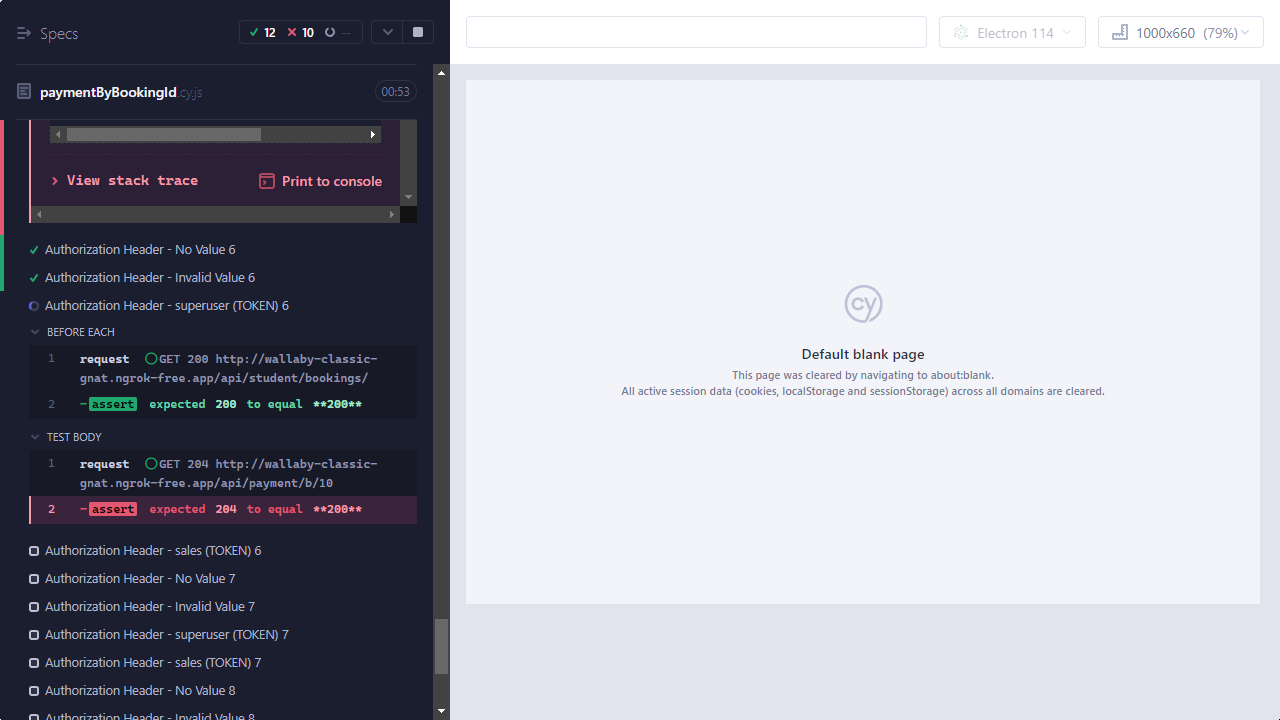 Specs
12 10 --
Electron 114
1000x660 (79%)
paymentByBookingId.cy.js
00:53
View stack trace
Print to console
Authorization Header - No Value 6
Authorization Header - Invalid Value 6
Authorization Header - superuser (TOKEN) 6
BEFORE EACH
1 request GET 200 http://wallaby-classic-
gnat.ngrok-free.app/api/student/bookings/
2 -assert expected 200 to equal **200**
TEST BODY
1 request GET 204 http://wallaby-classic-
gnat.ngrok-free.app/api/payment/b/10
2 -assert expected 204 to equal **200**
Authorization Header - sales (TOKEN) 6
Authorization Header - No Value 7
Authorization Header - Invalid Value 7
Authorization Header - superuser (TOKEN) 7
Authorization Header - sales (TOKEN) 7
Authorization Header - No Value 8
Authorization Header - Invalid Value 8
cy
Default blank page
This page was cleared by navigating to about:blank.
All active session data (cookies, localStorage and sessionStorage) across all domains are cleared.